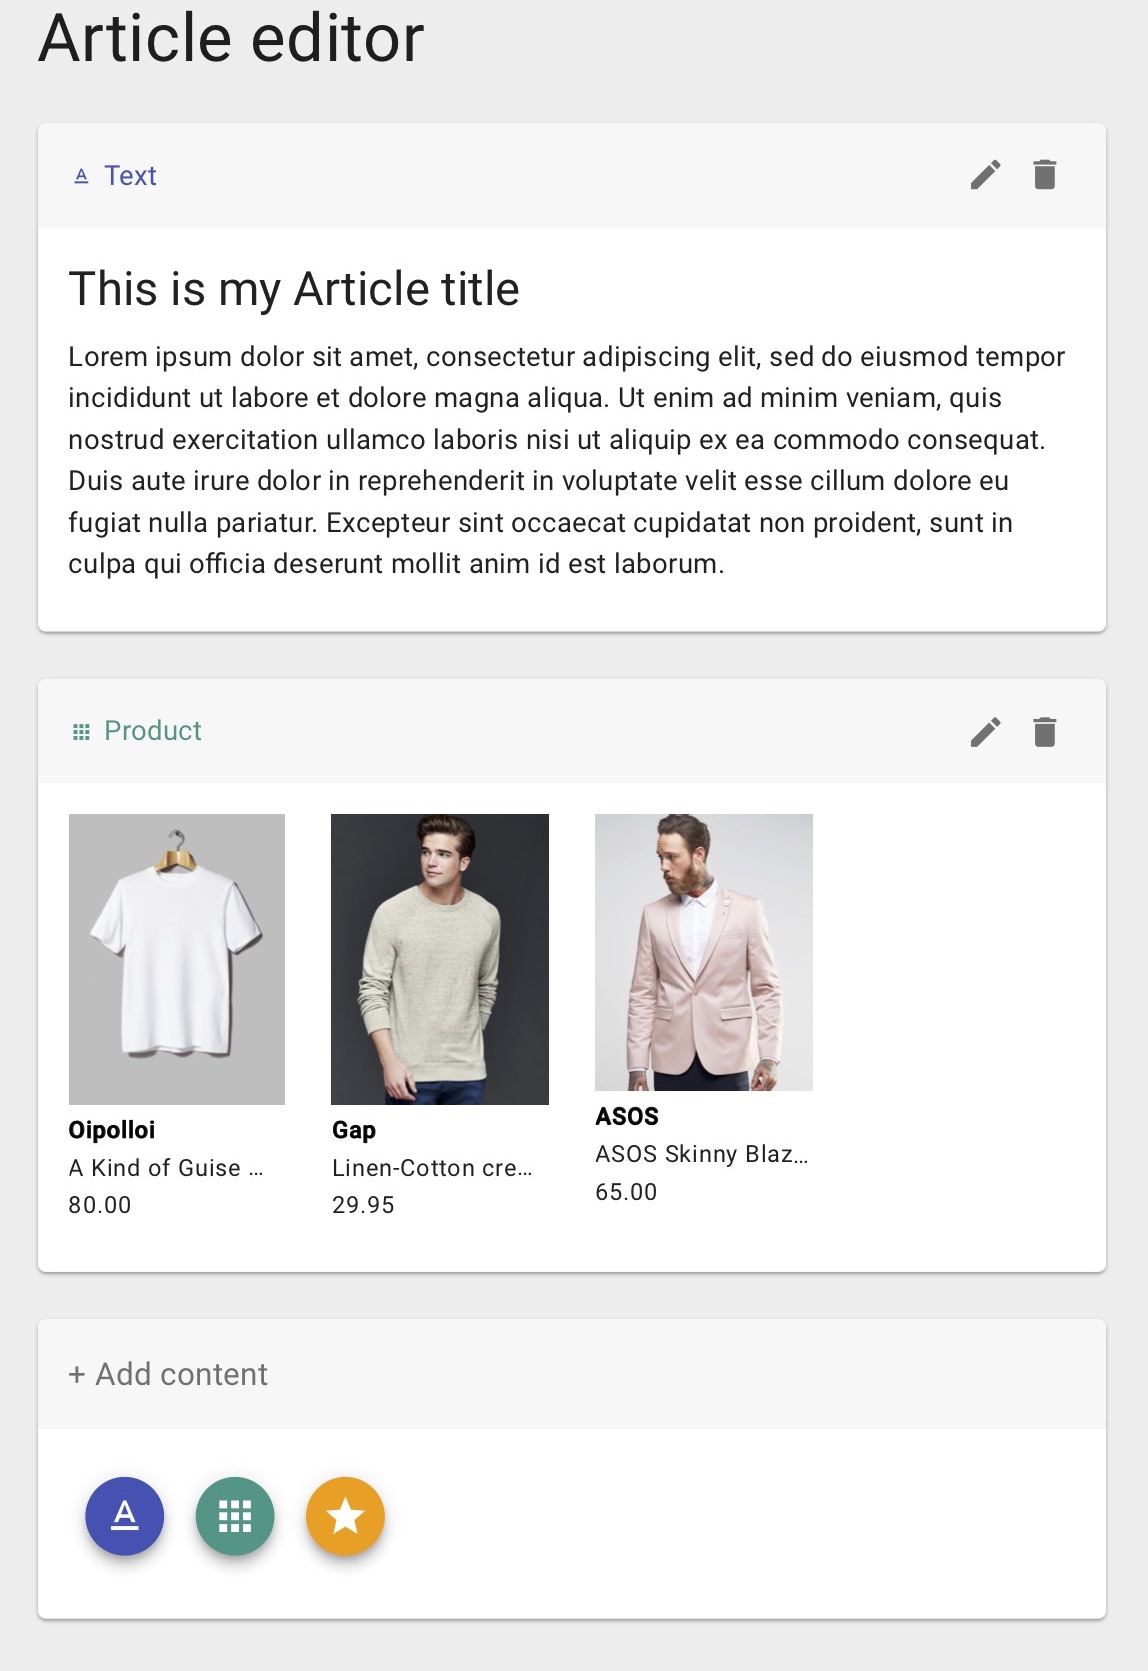 Article editor
A Text
This is my Article title
Lorem ipsum dolor sit amet, consectetur adipiscing elit, sed do eiusmod tempor
incididunt ut labore et dolore magna aliqua. Ut enim ad minim veniam, quis
nostrud exercitation ullamco laboris nisi ut aliquip ex ea commodo consequat.
Duis aute irure dolor in reprehenderit in voluptate velit esse cillum dolore eu
fugiat nulla pariatur. Excepteur sint occaecat cupidatat non proident, sunt in
culpa qui officia deserunt mollit anim id est laborum.
Product
Oipolloi
A Kind of Guise ...
80.00
Gap
Linen-Cotton cre...
29.95
ASOS
ASOS Skinny Blaz...
65.00
+ Add content
A